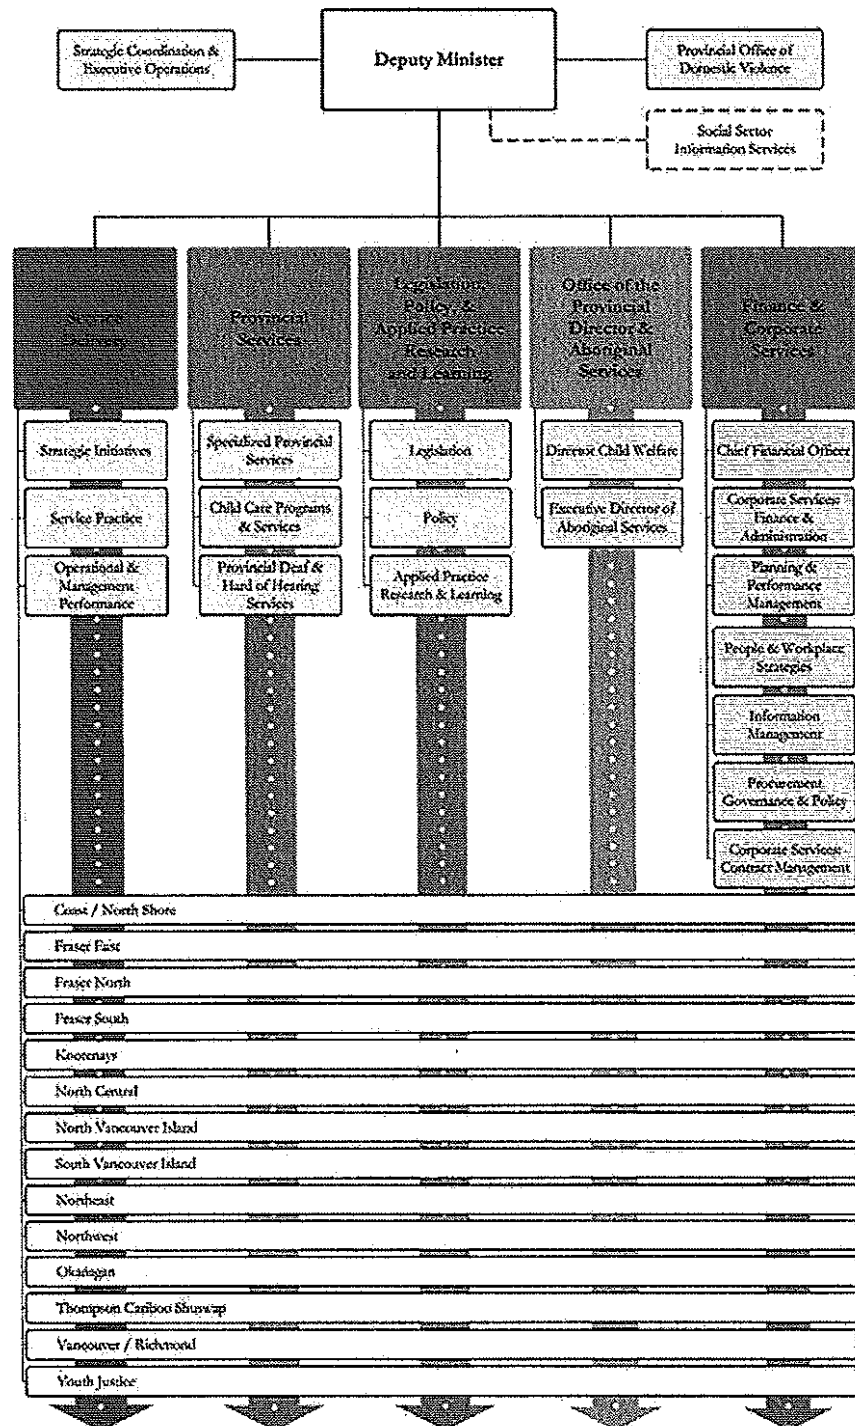 Strategic Coordination &
Executive Operations
Deputy Minister
Provincial Office of
Domestic Violence
Social Sector
Information Services
Service
Delivery
Provincial
Services
Legislation,
Policy, &
Applied Practice
Research
and Learning
Office of the
Provincial
Director &
Aboriginal
Services
Finance &
Corporate
Services
Strategic Initiatives
Service Practice
Operational &
Management
Performance
Specialized Provincial
Services
Child Care Programs
& Services
Provincial Deaf &
Hard of Hearing
Services
Legislation
Policy
Applied Practice
Research & Learning
Director Child Welfare
Executive Director of
Aboriginal Services
Chief Financial Officer
Corporate Services:
Finance &
Administration
Planning &
Performance
Management
People & Workplace
Strategies
Information
Management
Procurement
Governance & Policy
Corporate Services:
Contract Management
Coast / North Shore
Fraser East
Fraser North
Fraser South
Kootenays
North Central
North Vancouver Island
South Vancouver Island
Northeast
Northwest
Okanagan
Thompson Cariboo Shuswap
Vancouver / Richmond
Youth Justice